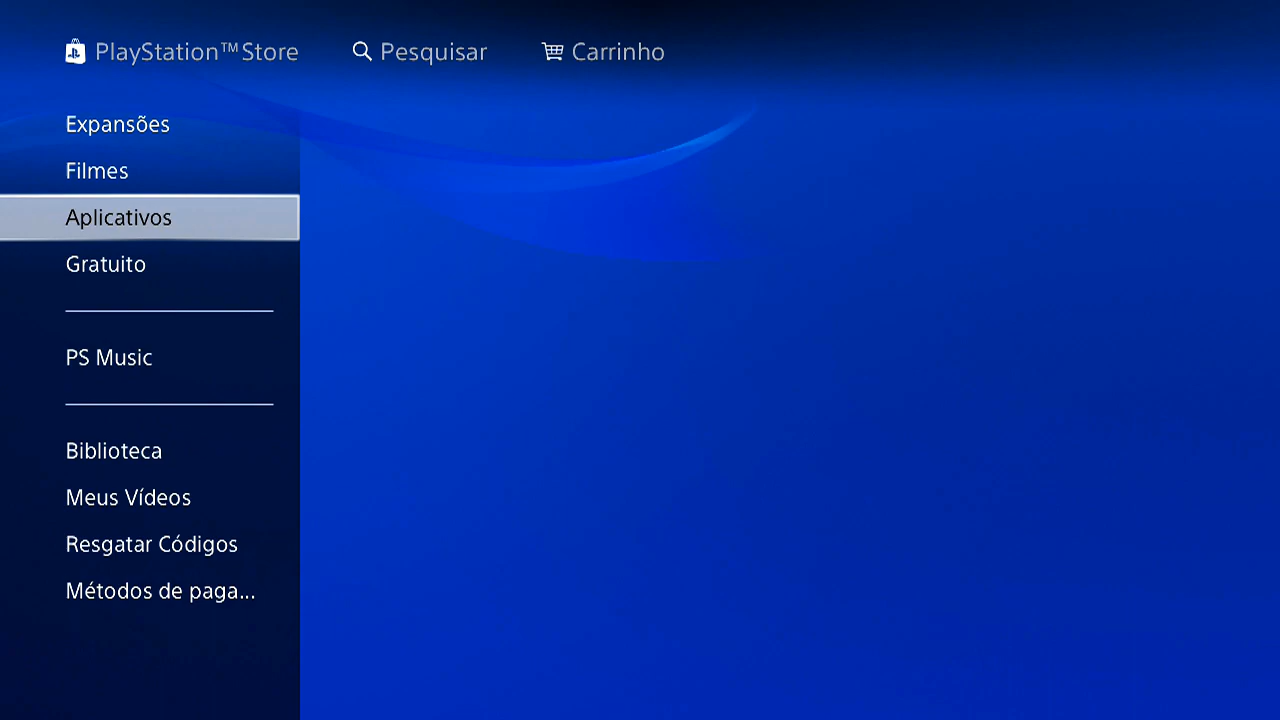 PlayStation™Store Pesquisar Carrinho
Expansões
Filmes
Aplicativos
Gratuito
PS Music
Biblioteca
Meus Vídeos
Resgatar Códigos
Métodos de paga...